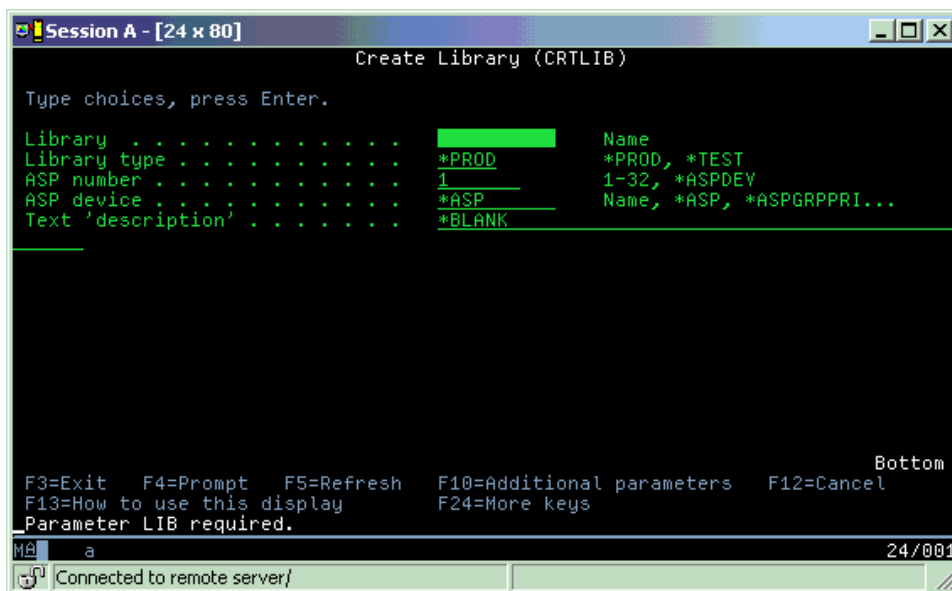 Session A - [24 x 80]
Create Library (CRTLIB)
Type choices, press Enter.
Library . . . . . . . . . . . . Name
Library type . . . . . . . . . . *PROD *PROD, *TEST
ASP number . . . . . . . . . . . 1 1-32, *ASPDEV
ASP device . . . . . . . . . . . *ASP Name, *ASP, *ASPGRPPRI...
Text 'description' . . . . . . . *BLANK
Bottom
F3=Exit F4=Prompt F5=Refresh F10=Additional parameters F12=Cancel
F13=How to use this display F24=More keys
Parameter LIB required.
MA a 24/001
Connected to remote server/